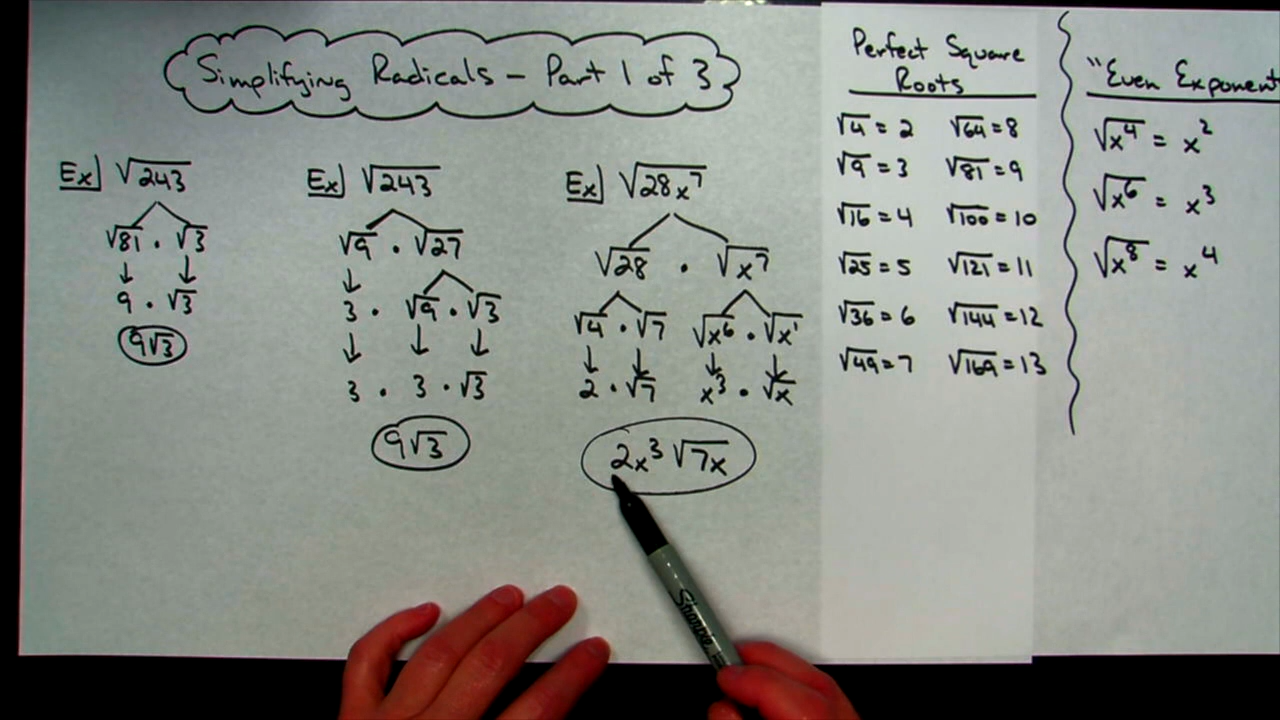 Simplifying Radicals – Part 1 of 3
Ex] √243
√81 · √3
9 · √3
9√3
Ex] √243
√9 · √27
3 · √9 · √3
3 · 3 · √3
9√3
Ex] √28x⁷
√28 · √x⁷
√4 · √7 √x⁶ · √x¹
2 · √7 x³ · √x
2x³ √7x
Perfect Square
Roots
√4 = 2 √64 = 8
√9 = 3 √81 = 9
√16 = 4 √100 = 10
√25 = 5 √121 = 11
√36 = 6 √144 = 12
√49 = 7 √169 = 13
"Even Exponent
√x⁴ = x²
√x⁶ = x³
√x⁸ = x⁴
Sharpie